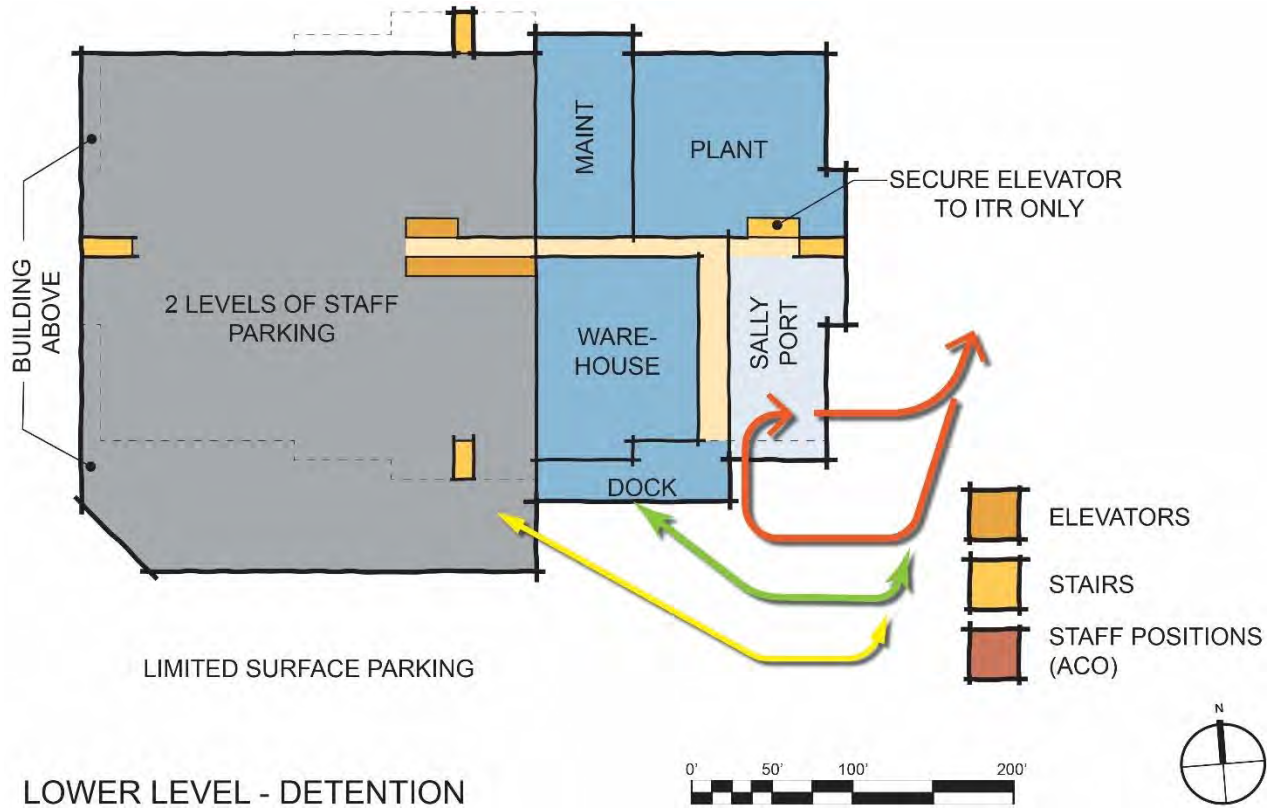 MAINT
PLANT
SECURE ELEVATOR
TO ITR ONLY
BUILDING
ABOVE
2 LEVELS OF STAFF
PARKING
WARE-
HOUSE
SALLY
PORT
DOCK
ELEVATORS
STAIRS
STAFF POSITIONS
(ACO)
LIMITED SURFACE PARKING
N
LOWER LEVEL - DETENTION
0' 50' 100' 200'